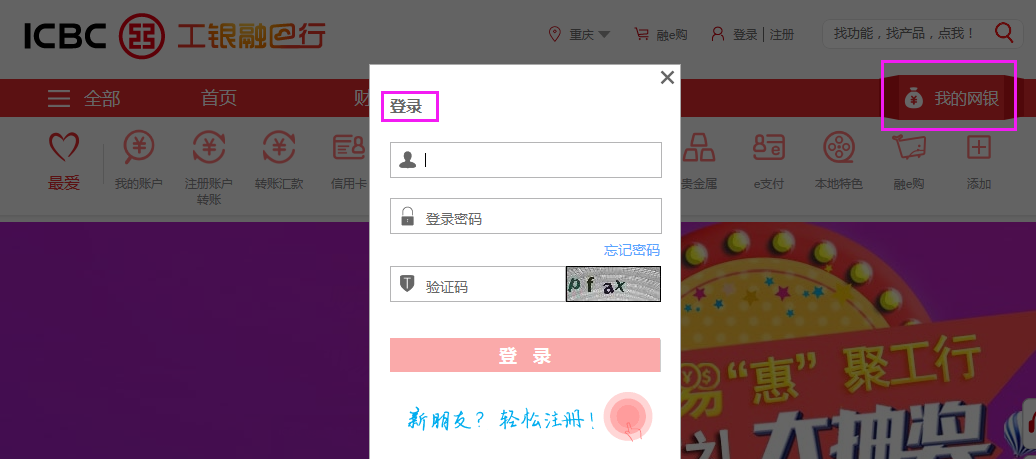 ICBC 工银融e行
重庆 融e购 登录 | 注册 找功能，找产品，点我！
全部 首页 财 我的网银
最爱 我的账户 注册账户转账 转账汇款 信用卡 贵金属 e支付 本地特色 融e购 添加
登录
登录密码
忘记密码
验证码 pfax
登 录
新朋友？轻松注册！
易“惠”聚工行
礼大抽奖